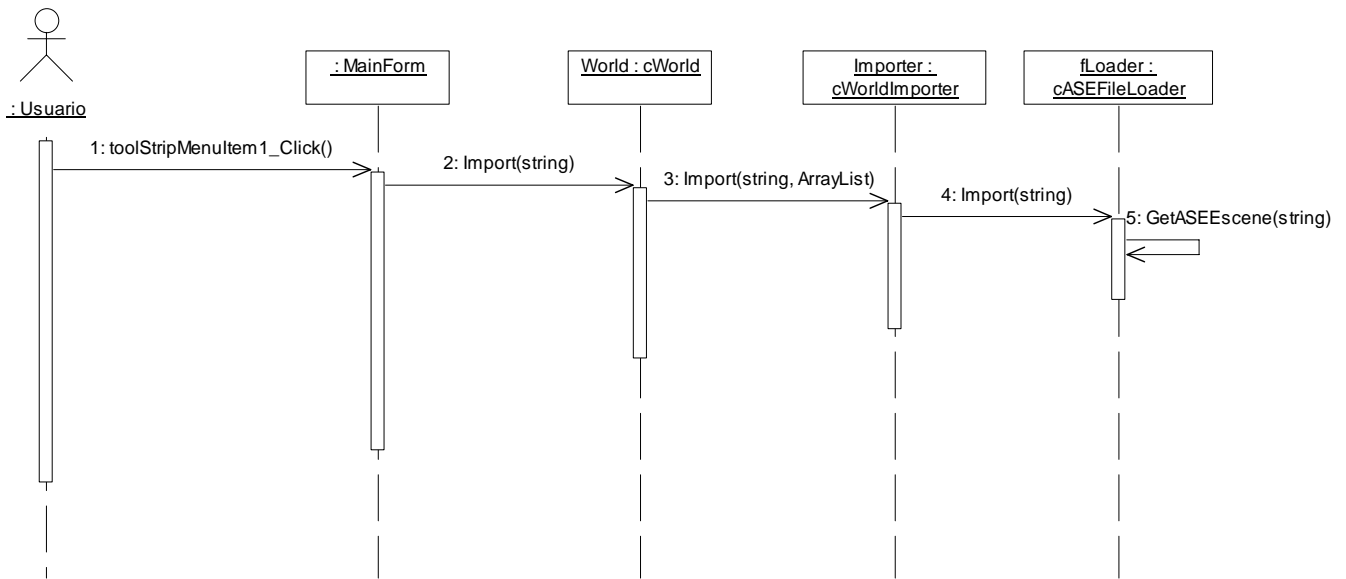 : Usuario
: MainForm
World : cWorld
Importer :
cWorldImporter
fLoader :
cASEFileLoader
1: toolStripMenuItem1_Click()
2: Import(string)
3: Import(string, ArrayList)
4: Import(string)
5: GetASEEscene(string)